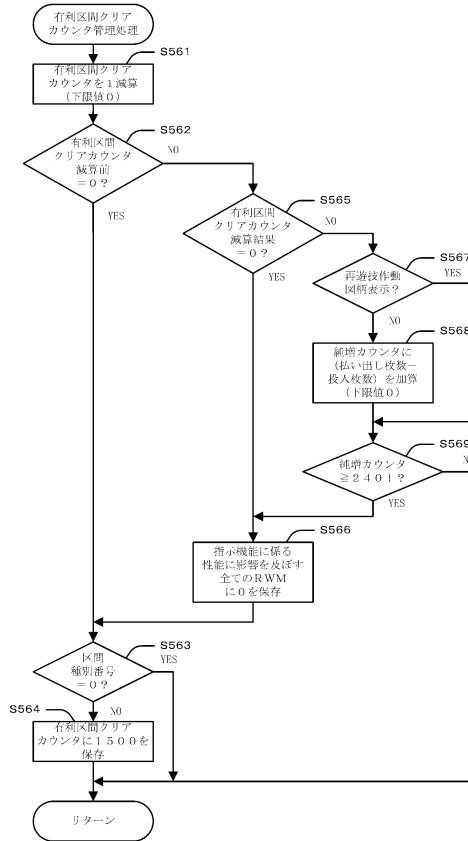 有利区間クリア
カウンタ管理処理
S561
有利区間クリア
カウンタを1減算
(下限値0)
S562
有利区間
クリアカウンタ
減算前
=0?
NO
YES
S565
有利区間
クリアカウンタ
減算結果
=0?
NO
YES
S567
再遊技作動
図柄表示?
YES
NO
S568
純増カウンタに
(払い出し枚数−
投入枚数)を加算
(下限値0)
S569
純増カウンタ
≧2401?
YES
S566
指示機能に係る
性能に影響を及ぼす
全てのRWM
に0を保存
S563
区間
種別番号
=0?
YES
NO
S564
有利区間クリア
カウンタに1500を
保存
リターン